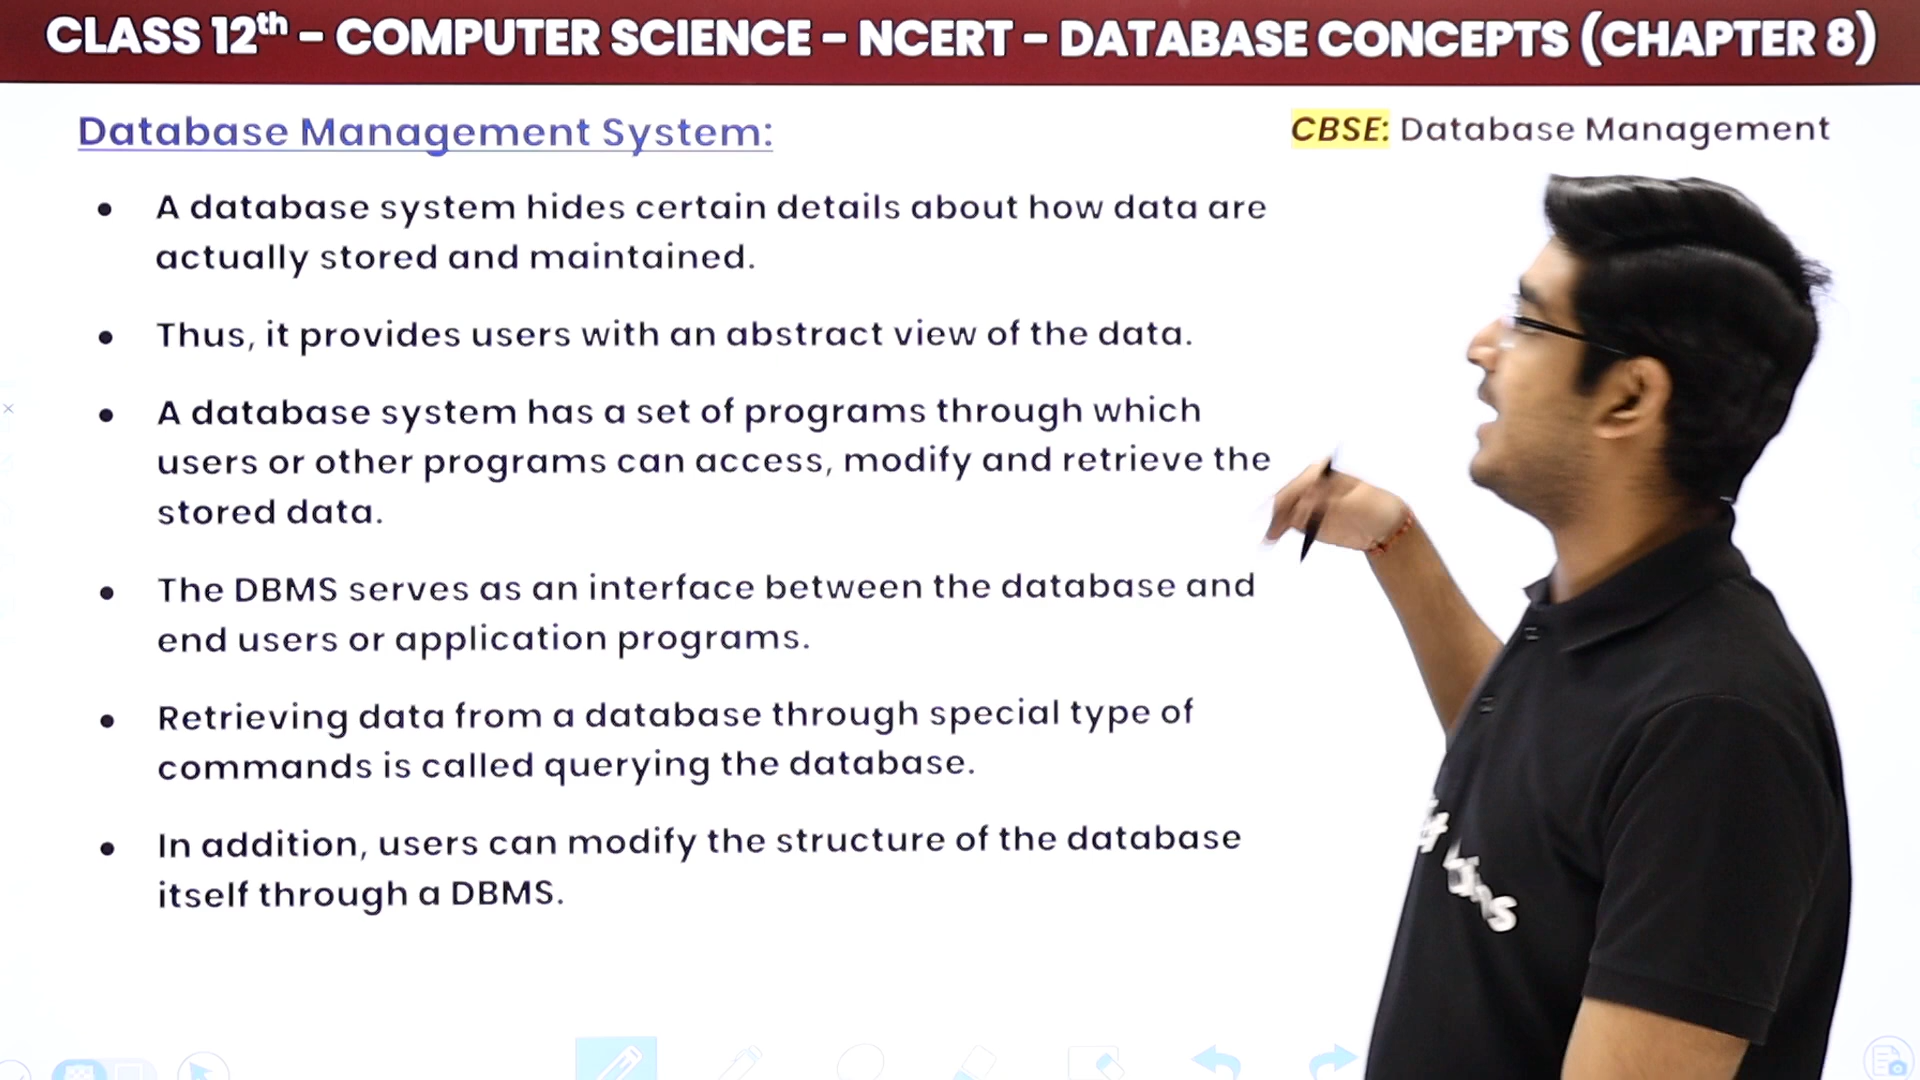 CLASS 12th – COMPUTER SCIENCE – NCERT – DATABASE CONCEPTS (CHAPTER 8)
Database Management System:
CBSE: Database Management
• A database system hides certain details about how data are
actually stored and maintained.
• Thus, it provides users with an abstract view of the data.
• A database system has a set of programs through which
users or other programs can access, modify and retrieve the
stored data.
• The DBMS serves as an interface between the database and
end users or application programs.
• Retrieving data from a database through special type of
commands is called querying the database.
• In addition, users can modify the structure of the database
itself through a DBMS.